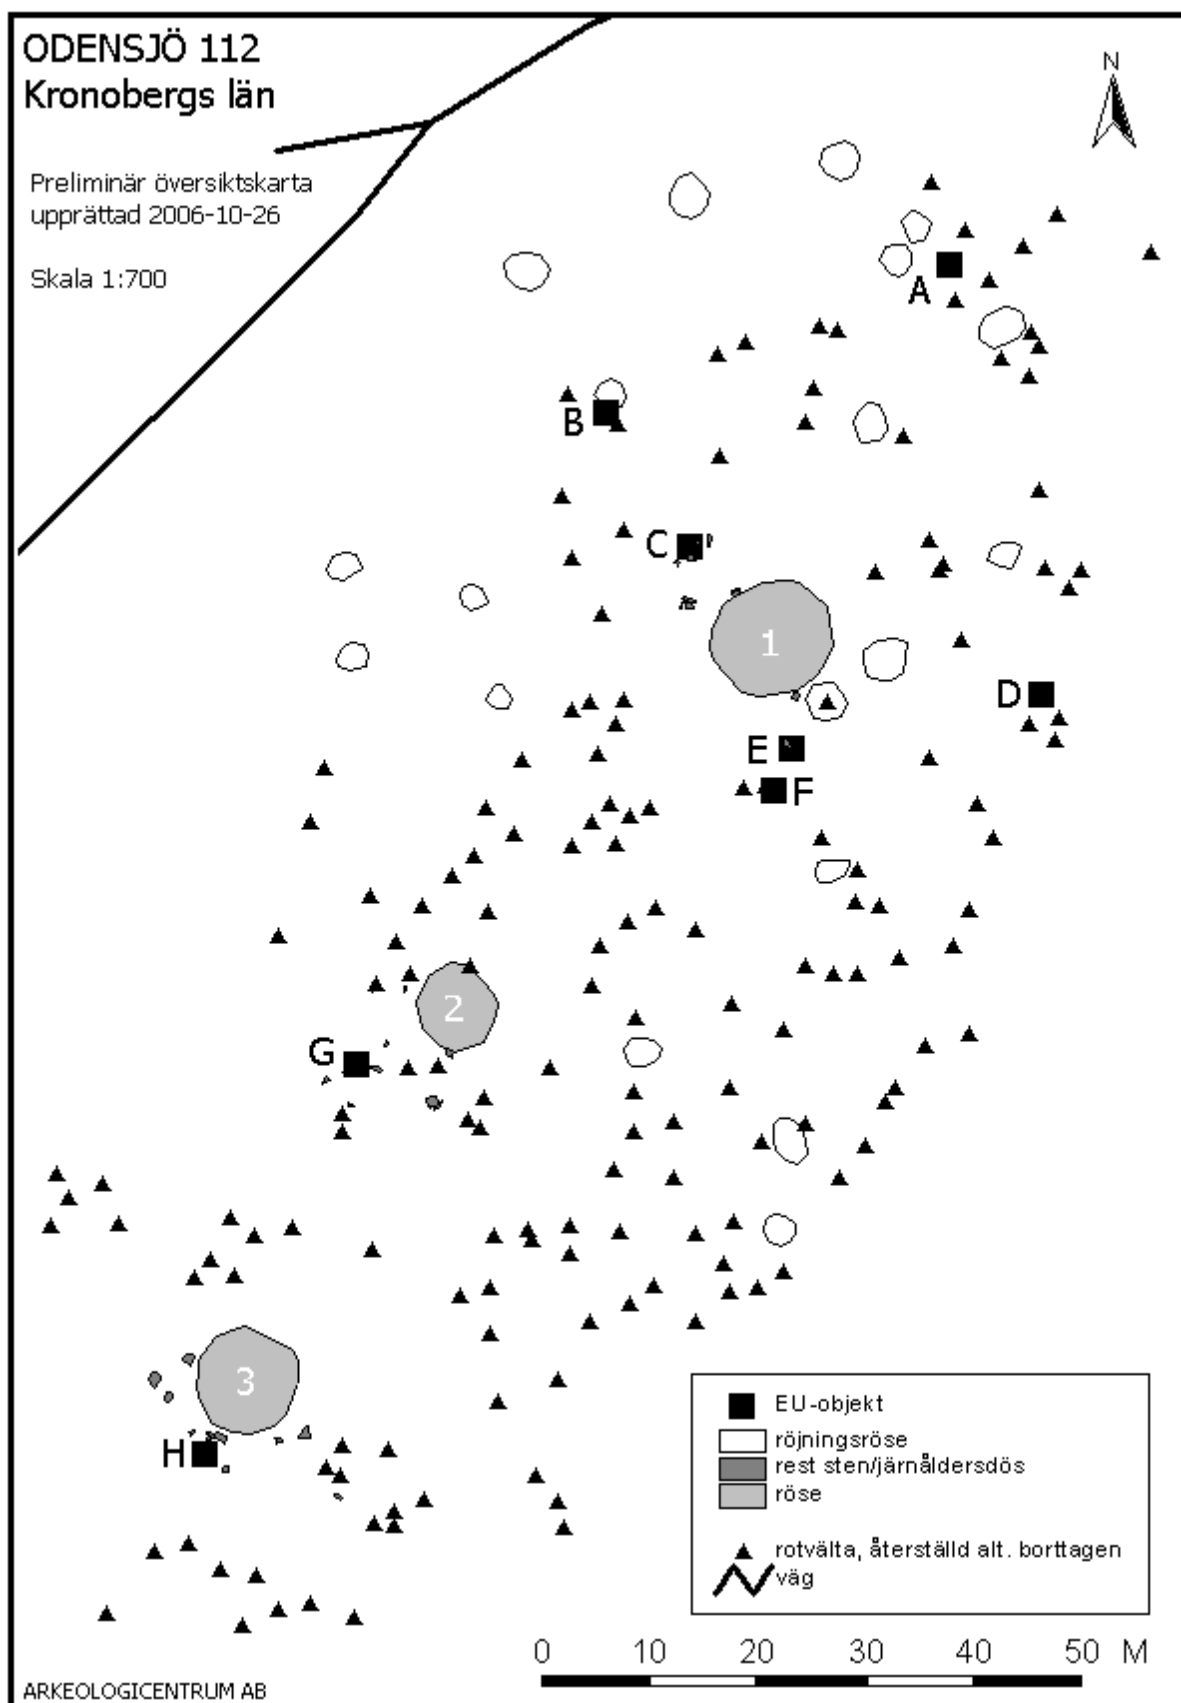 ODENSJÖ 112
Kronobergs län
N
Preliminär översiktskarta
upprättad 2006-10-26
Skala 1:700
A
B
C
1
D
E
F
2
G
3
H
EU-objekt
röjningsröse
rest sten/järnåldersdös
röse
rotvälta, återställd alt. borttagen
väg
0 10 20 30 40 50 M
ARKEOLOGICENTRUM AB